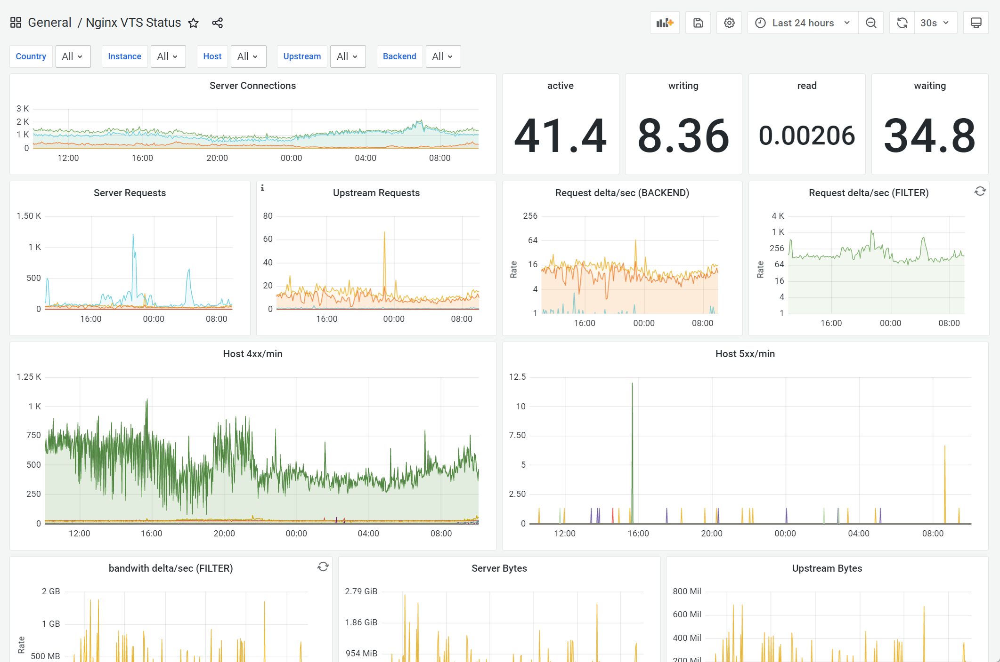 General / Nginx VTS Status
Last 24 hours
30s
Country All Instance All Host All Upstream All Backend All
Server Connections
3 K
2 K
1 K
0
12:00 16:00 20:00 00:00 04:00 08:00
active
41.4
writing
8.36
read
0.00206
waiting
34.8
Server Requests
1.50 K
1 K
500
0
16:00 00:00 08:00
i
Upstream Requests
80
60
40
20
0
16:00 00:00 08:00
Request delta/sec (BACKEND)
Rate
256
64
16
4
1
16:00 00:00 08:00
Request delta/sec (FILTER)
Rate
4 K
1 K
256
64
16
4
1
16:00 00:00 08:00
Host 4xx/min
1.25 K
1 K
750
500
250
0
12:00 16:00 20:00 00:00 04:00 08:00
Host 5xx/min
12.5
10
7.50
5
2.50
0
12:00 16:00 20:00 00:00 04:00 08:00
bandwith delta/sec (FILTER)
Rate
2 GB
1 GB
500 MB
Server Bytes
2.79 GiB
1.86 GiB
954 MiB
Upstream Bytes
800 Mil
600 Mil
400 Mil
200 Mil